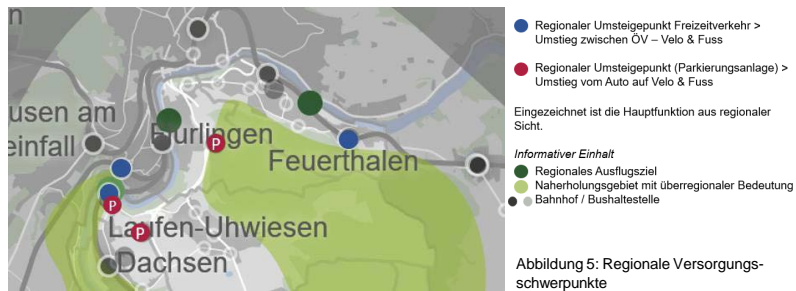 n
usen am
einfall
Flurlingen
Feuerthalen
P
P
P
Laufen-Uhwiesen
Dachsen
Regionaler Umsteigepunkt Freizeitverkehr >
Umstieg zwischen ÖV – Velo & Fuss
Regionaler Umsteigepunkt (Parkierungsanlage) >
Umstieg vom Auto auf Velo & Fuss
Eingezeichnet ist die Hauptfunktion aus regionaler
Sicht.
Informativer Einhalt
Regionales Ausflugsziel
Naherholungsgebiet mit überregionaler Bedeutung
Bahnhof / Bushaltestelle
Abbildung 5: Regionale Versorgungs-
schwerpunkte